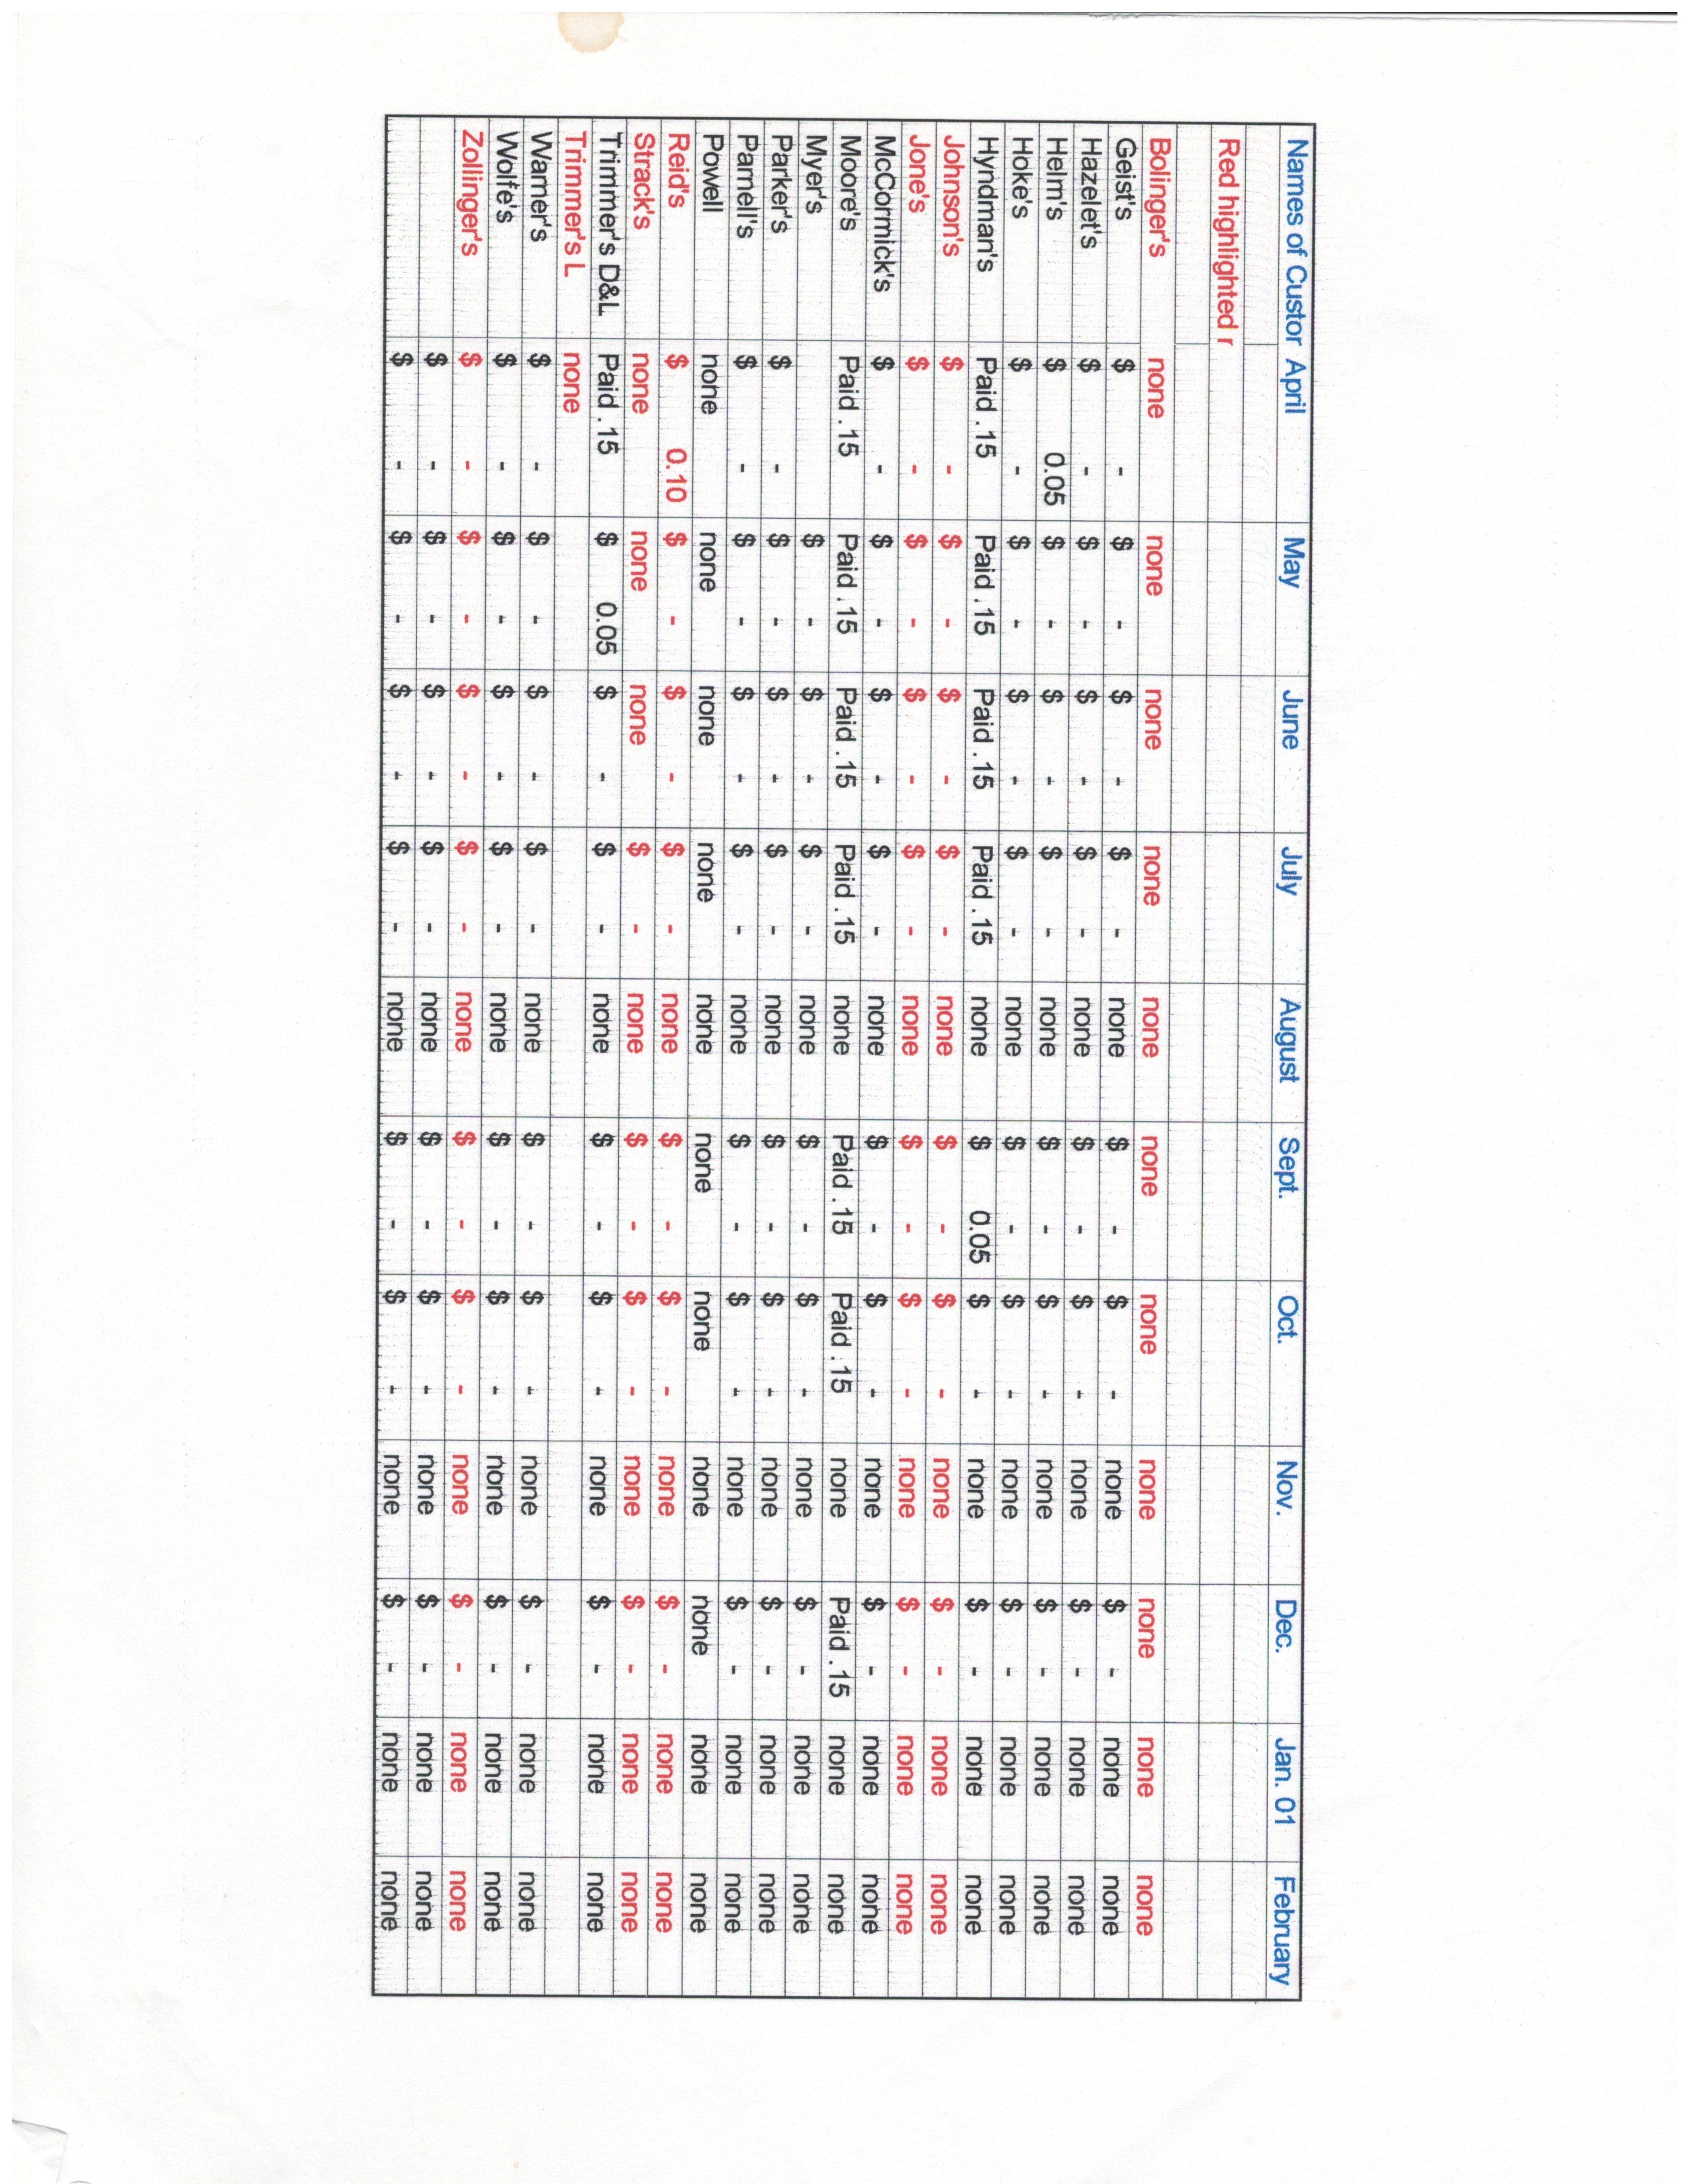 Names of Custor April May June July August Sept. Oct. Nov. Dec. Jan. 01 February
Red highlighted r
Bolinger's none none none none none none none none none none none
Geist's $ - $ - $ - $ - none $ - $ - none $ - none none
Hazelet's $ - $ - $ - $ - none $ - $ - none $ - none none
Helm's $ 0.05 $ - $ - $ - none $ - $ - none $ - none none
Hoke's $ - $ - $ - $ - none $ - $ - none $ - none none
Hyndman's Paid .15 Paid .15 Paid .15 Paid .15 none $ 0.05 $ - none $ - none none
Johnson's $ - $ - $ - $ - none $ - $ - none $ - none none
Jone's $ - $ - $ - $ - none $ - $ - none $ - none none
McCormick's $ - $ - $ - $ - none $ - $ - none $ - none none
Moore's Paid .15 Paid .15 Paid .15 Paid .15 none Paid .15 Paid .15 none Paid .15 none none
Myer's $ - $ - $ - none $ - $ - none $ - none none
Parker's $ - $ - $ - $ - none $ - $ - none $ - none none
Parnell's $ - $ - $ - $ - none $ - $ - none $ - none none
Powell none none none none none none none none none none none
Reid's $ 0.10 $ - $ - $ - none $ - $ - none $ - none none
Strack's none none none $ - none $ - $ - none $ - none none
Trimmer's D&L Paid .15 $ 0.05 $ - $ - none $ - $ - none $ - none none
Trimmer's L none
Warner's $ - $ - $ - $ - none $ - $ - none $ - none none
Wolfe's $ - $ - $ - $ - none $ - $ - none $ - none none
Zollinger's $ - $ - $ - $ - none $ - $ - none $ - none none
$ - $ - $ - $ - none $ - $ - none $ - none none
$ - $ - $ - $ - none $ - $ - none $ - none none